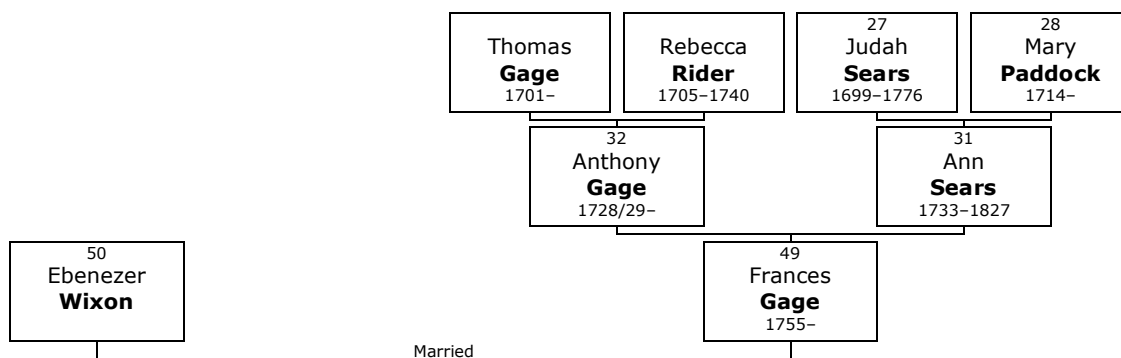 Thomas
Gage
1701–
Rebecca
Rider
1705–1740
27
Judah
Sears
1699–1776
28
Mary
Paddock
1714–
32
Anthony
Gage
1728/29–
31
Ann
Sears
1733–1827
50
Ebenezer
Wixon
49
Frances
Gage
1755–
Married